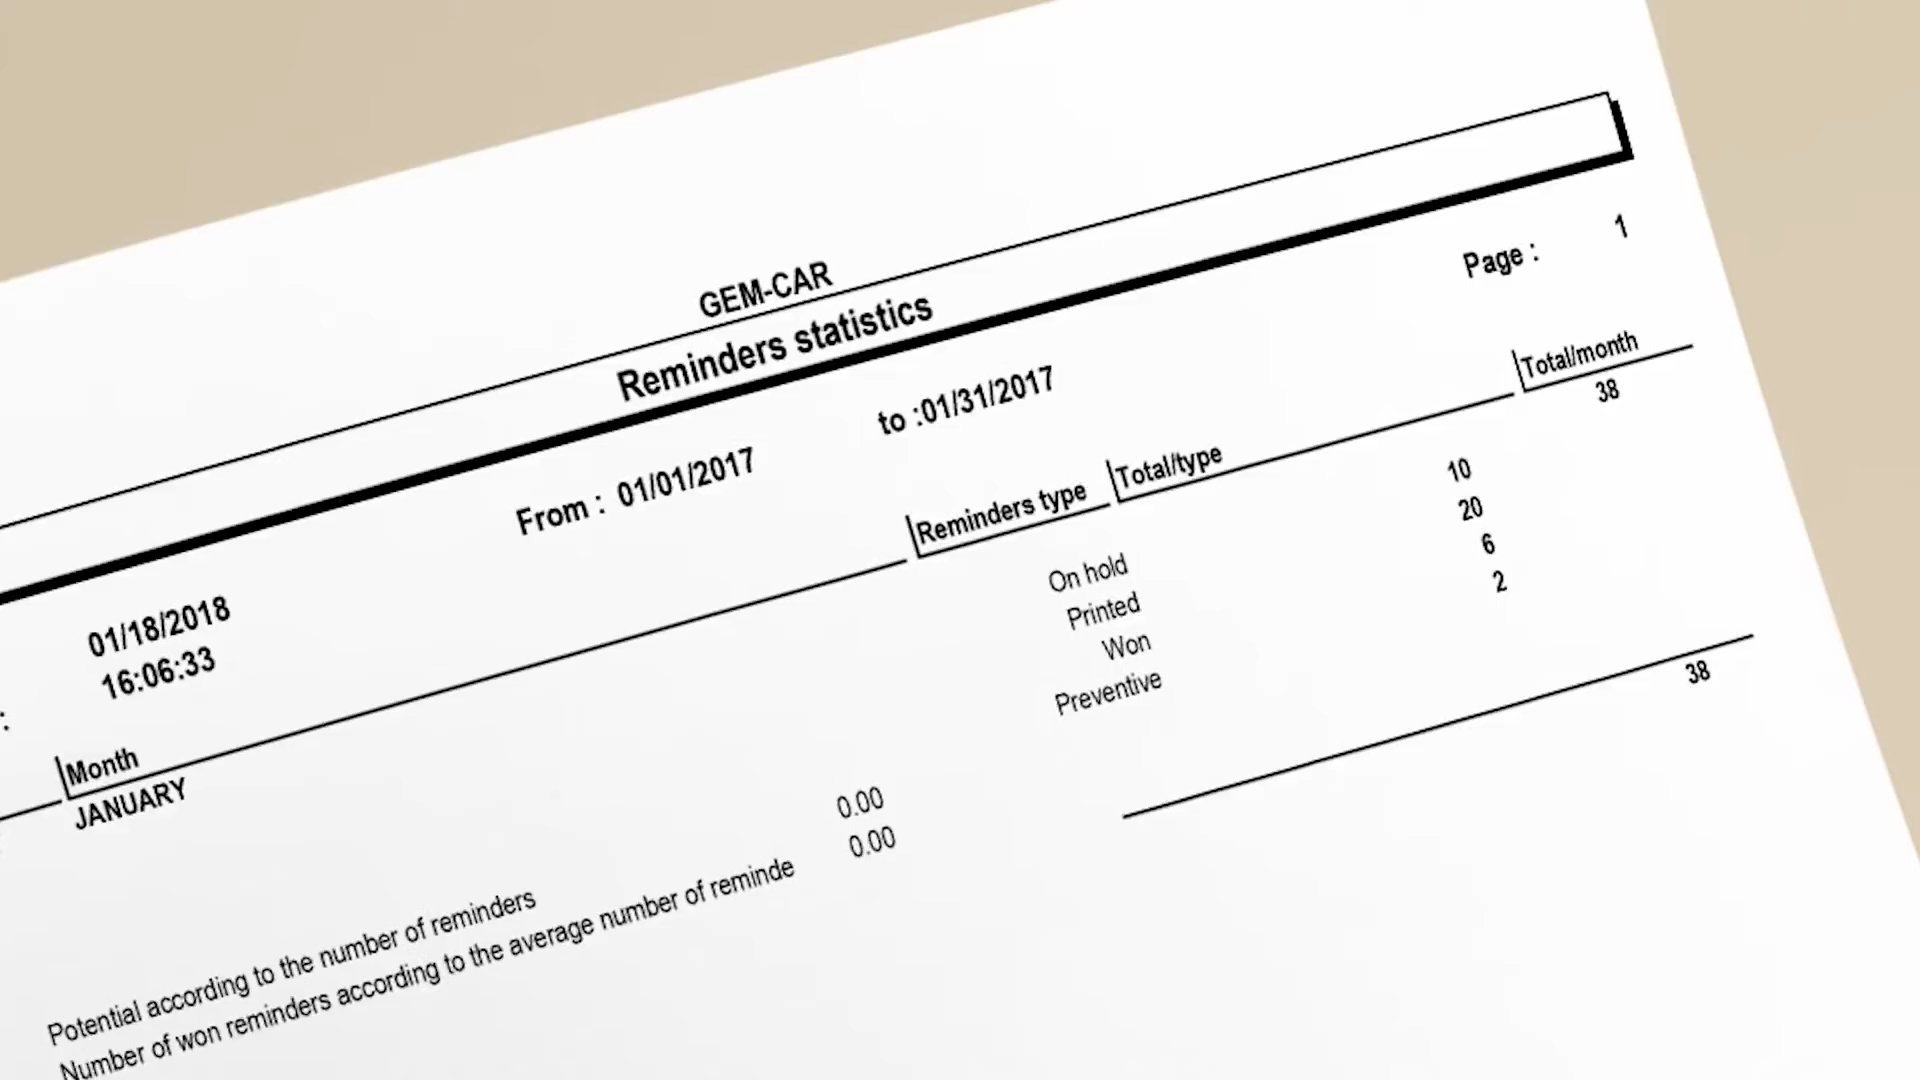 GEM-CAR
Reminders statistics
Page : 1
From : 01/01/2017 to :01/31/2017
01/18/2018
: 16:06:33
Month Reminders type Total/type Total/month
JANUARY 38
On hold 10
Printed 20
Won 6
Preventive 2
38
Potential according to the number of reminders 0.00
Number of won reminders according to the average number of reminde 0.00